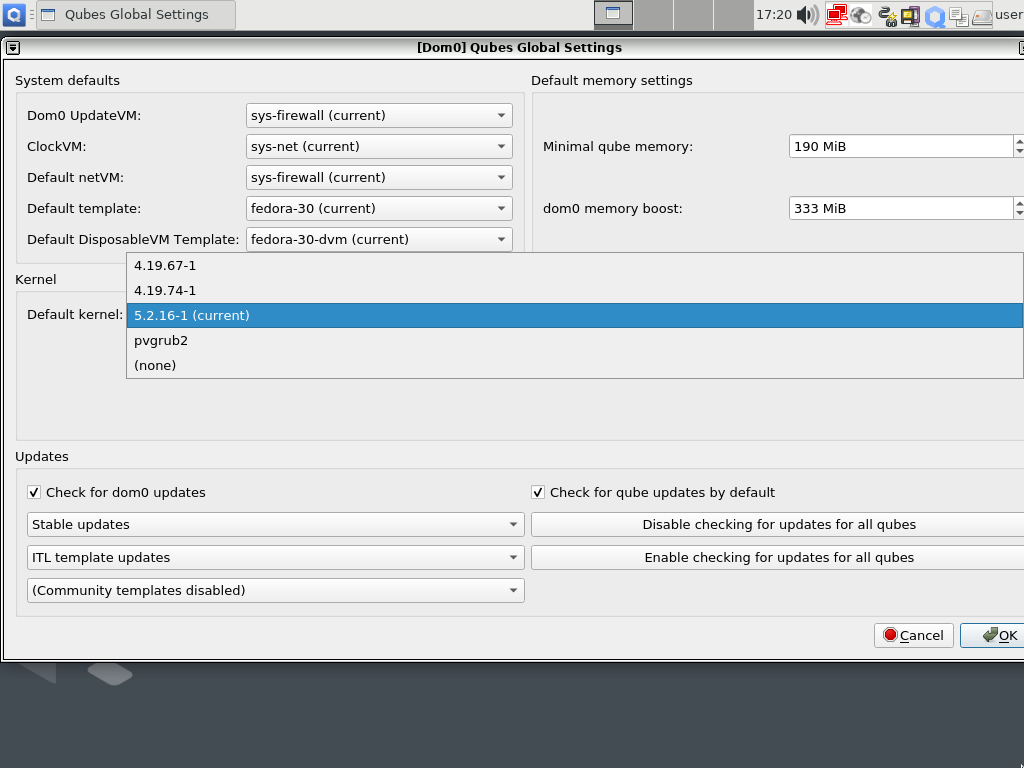 Qubes Global Settings
17:20
user
[Dom0] Qubes Global Settings
System defaults
Dom0 UpdateVM:
sys-firewall (current)
ClockVM:
sys-net (current)
Default netVM:
sys-firewall (current)
Default template:
fedora-30 (current)
Default DisposableVM Template:
fedora-30-dvm (current)
Default memory settings
Minimal qube memory:
190 MiB
dom0 memory boost:
333 MiB
Kernel
Default kernel:
4.19.67-1
4.19.74-1
5.2.16-1 (current)
pvgrub2
(none)
Updates
Check for dom0 updates
Check for qube updates by default
Stable updates
Disable checking for updates for all qubes
ITL template updates
Enable checking for updates for all qubes
(Community templates disabled)
Cancel
OK